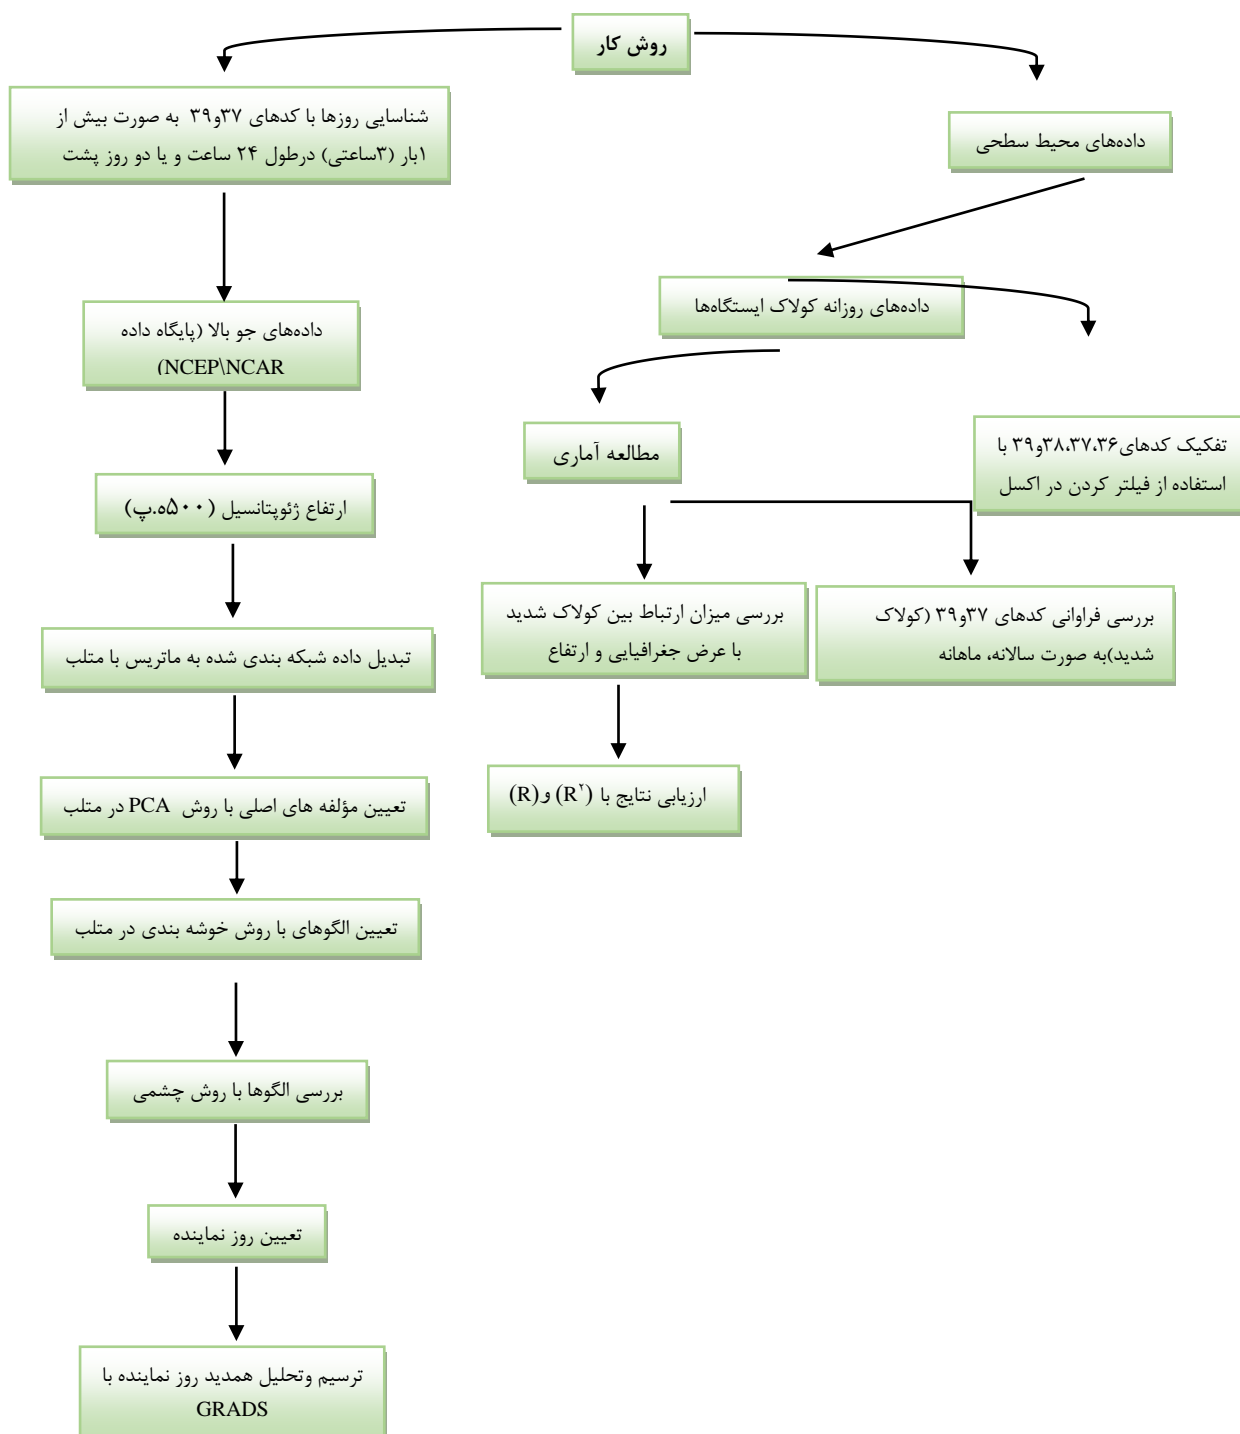 روش کار
داده‌های محیط سطحی
داده‌های روزانه کولاک ایستگاه‌ها
تفکیک کدهای۳۸،۳۷،۳۶و۳۹ با
استفاده از فیلتر کردن در اکسل
مطالعه آماری
بررسی فراوانی کدهای ۳۷و۳۹ (کولاک
شدید)به صورت سالانه، ماهانه
بررسی میزان ارتباط بین کولاک شدید
با عرض جغرافیایی و ارتفاع
ارزیابی نتایج با (R۲) و(R)
شناسایی روزها با کدهای ۳۷و۳۹ به صورت بیش از
۱بار (۳ساعتی) درطول ۲۴ ساعت و یا دو روز پشت
داده‌های جو بالا (پایگاه داده
NCEP\NCAR)
ارتفاع ژئوپتانسیل (۵۰۰ه.پ)
تبدیل داده شبکه بندی شده به ماتریس با متلب
تعیین مؤلفه های اصلی با روش PCA در متلب
تعیین الگوهای با روش خوشه بندی در متلب
بررسی الگوها با روش چشمی
تعیین روز نماینده
ترسیم وتحلیل همدید روز نماینده با
GRADS